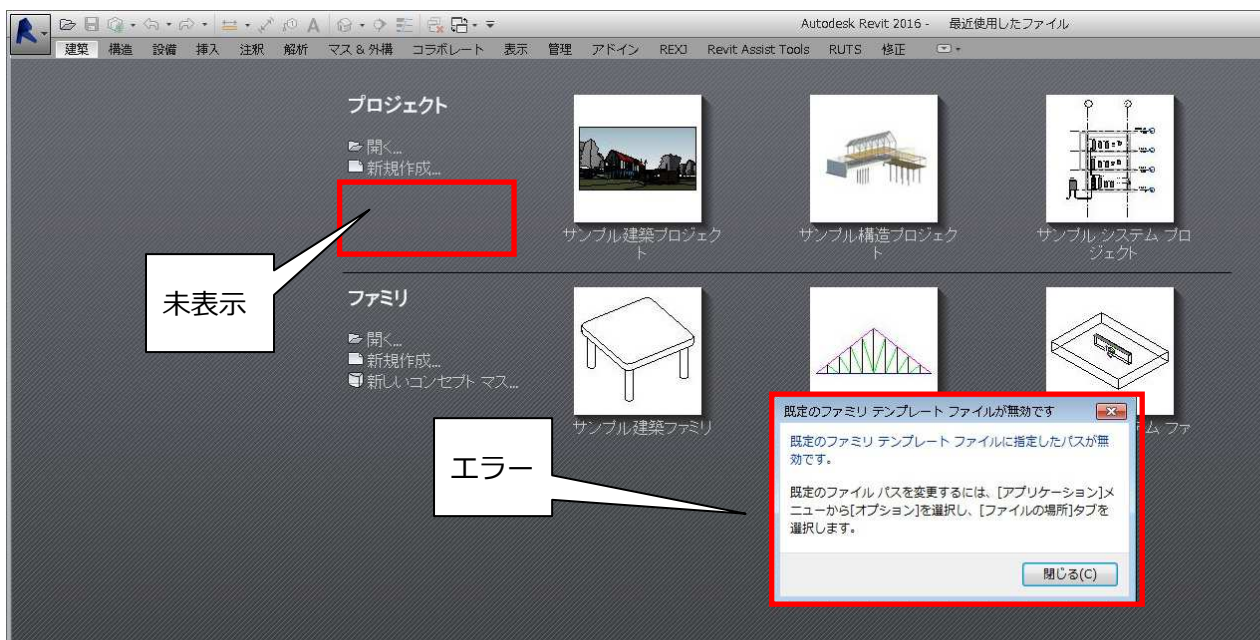 Autodesk Revit 2016 - 最近使用したファイル
建築 構造 設備 挿入 注釈 解析 マス & 外構 コラボレート 表示 管理 アドイン REXJ Revit Assist Tools RUTS 修正
プロジェクト
開く...
新規作成...
サンプル建築プロジェク
ト
サンプル構造プロジェク
ト
サンプル システム プロ
ジェクト
未表示
ファミリ
開く...
新規作成...
新しいコンセプト マス...
サンプル建築ファミリ
テム ファ
エラー
既定のファミリ テンプレート ファイルが無効です
既定のファミリ テンプレート ファイルに指定したパスが無
効です。
既定のファイル パスを変更するには、[アプリケーション]メ
ニューから[オプション]を選択し、[ファイルの場所]タブを
選択します。
閉じる(C)